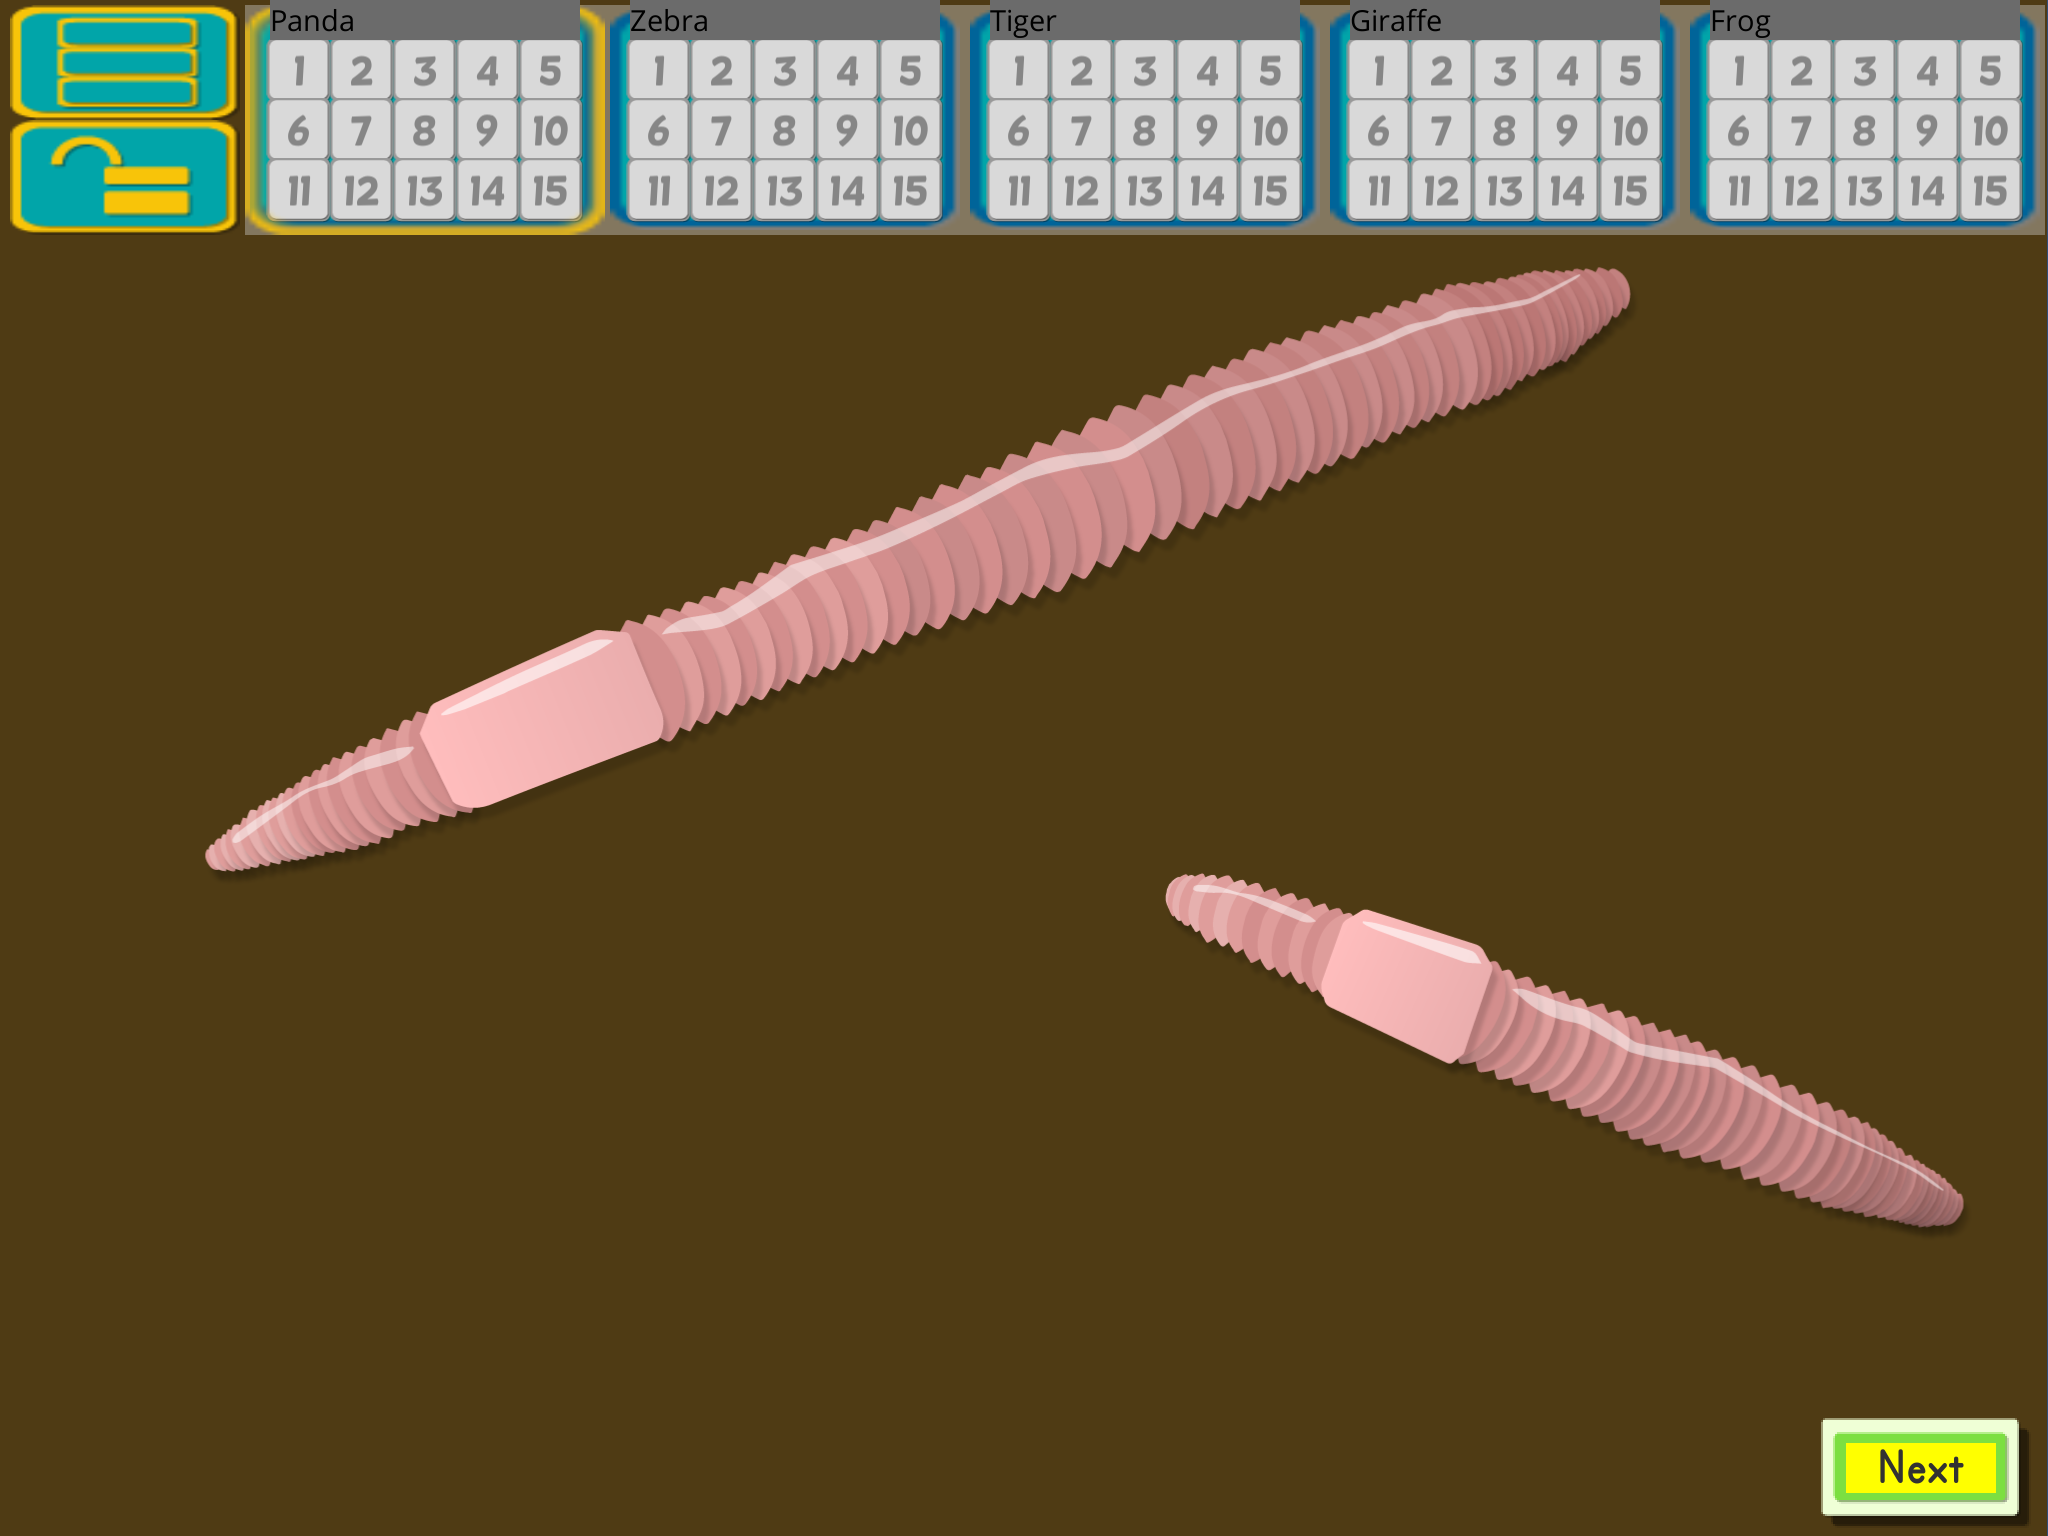 Panda Zebra Tiger Giraffe Frog
1 2 3 4 5 1 2 3 4 5 1 2 3 4 5 1 2 3 4 5 1 2 3 4 5
6 7 8 9 10 6 7 8 9 10 6 7 8 9 10 6 7 8 9 10 6 7 8 9 10
11 12 13 14 15 11 12 13 14 15 11 12 13 14 15 11 12 13 14 15 11 12 13 14 15
Next